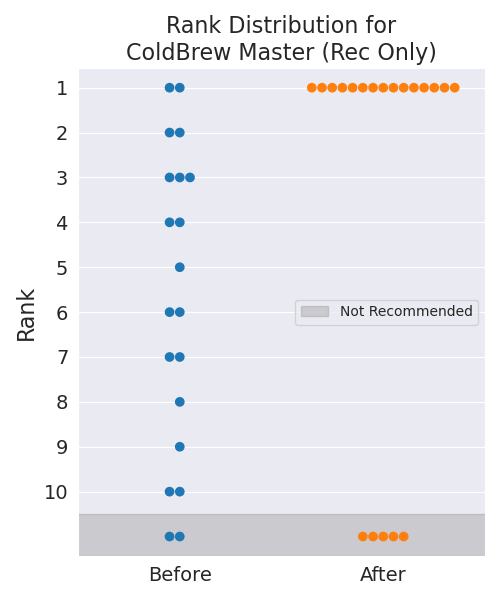 Rank Distribution for
ColdBrew Master (Rec Only)
Rank
1
2
3
4
5
6
7
8
9
10
Not Recommended
Before
After